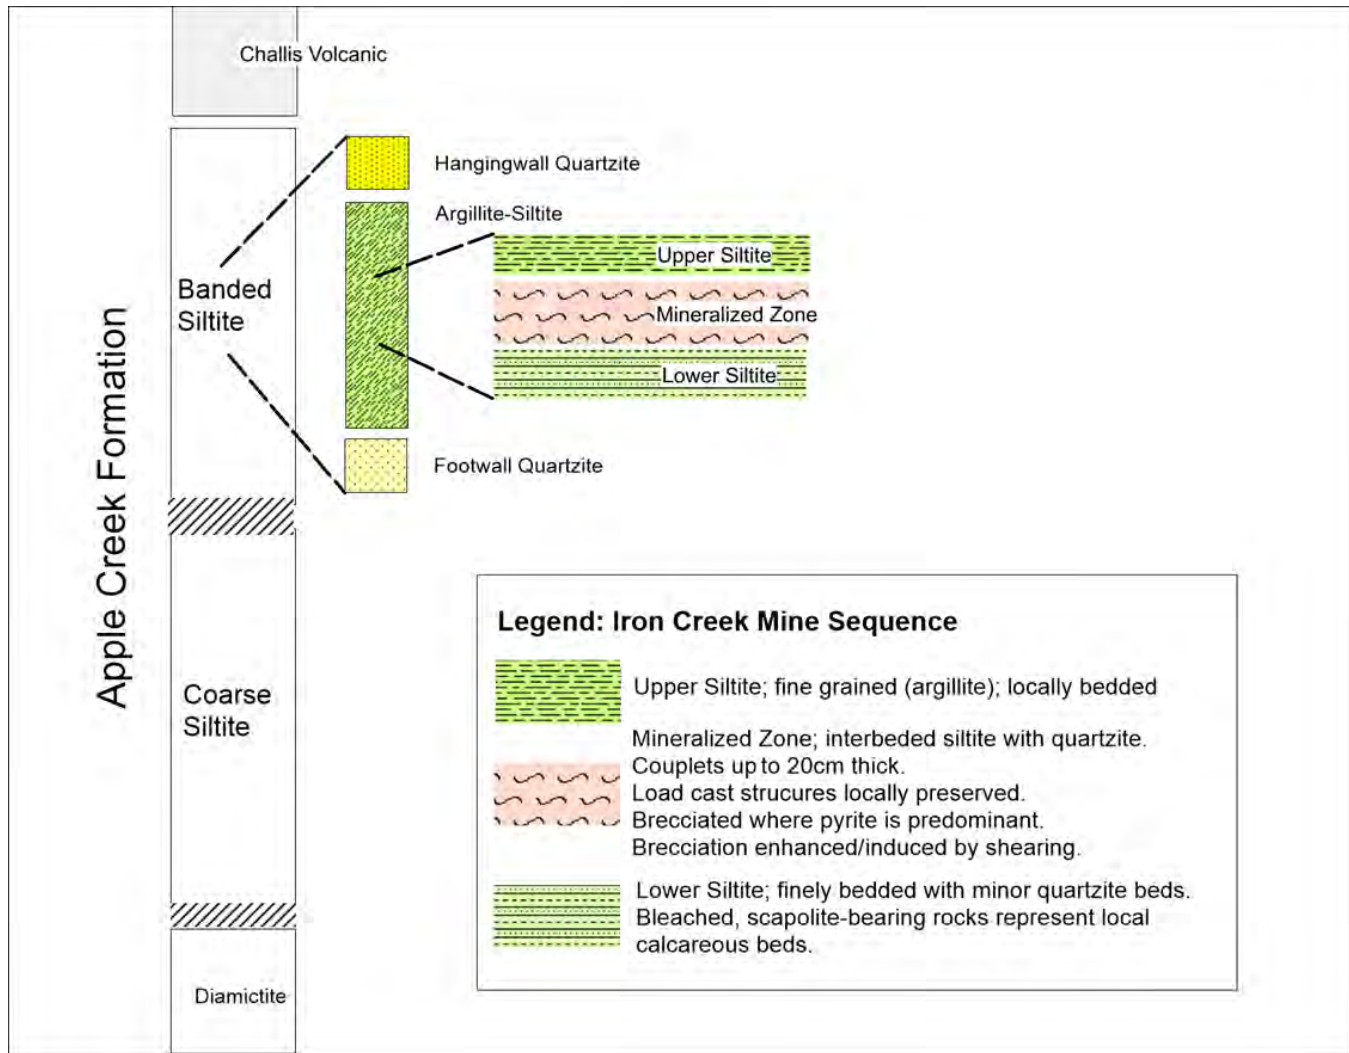 Challis Volcanic
Hangingwall Quartzite
Argillite-Siltite
Upper Siltite
Banded
Siltite
Mineralized Zone
Lower Siltite
Footwall Quartzite
Apple Creek Formation
Coarse
Siltite
Diamictite
Legend: Iron Creek Mine Sequence
Upper Siltite; fine grained (argillite); locally bedded
Mineralized Zone; interbeded siltite with quartzite.
Couplets up to 20cm thick.
Load cast strucures locally preserved.
Brecciated where pyrite is predominant.
Brecciation enhanced/induced by shearing.
Lower Siltite; finely bedded with minor quartzite beds.
Bleached, scapolite-bearing rocks represent local
calcareous beds.